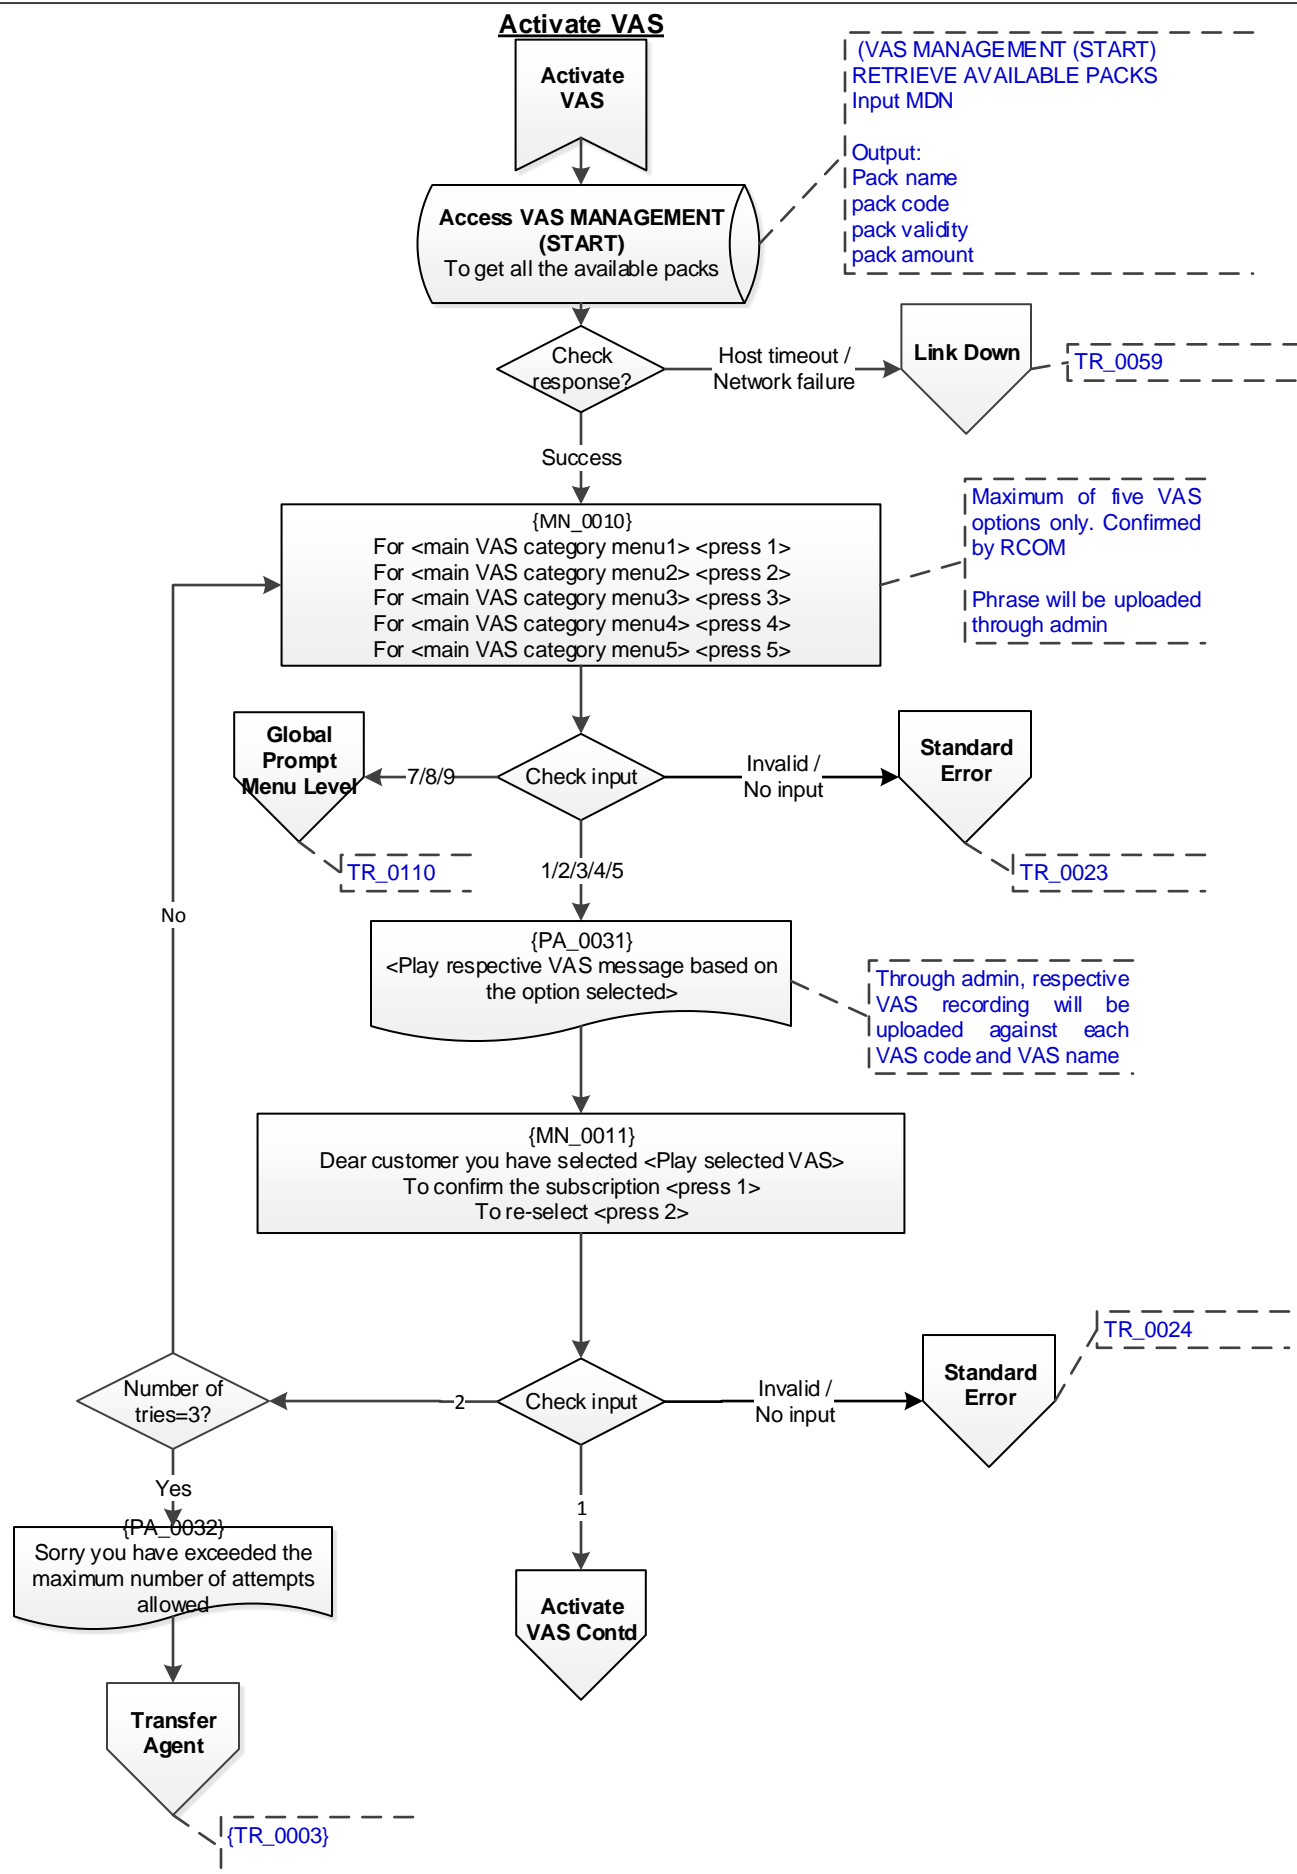 Activate VAS
Activate
VAS
(VAS MANAGEMENT (START)
RETRIEVE AVAILABLE PACKS
Input MDN
Output:
Pack name
pack code
pack validity
pack amount
Access VAS MANAGEMENT
(START)
To get all the available packs
Check
response?
Host timeout /
Network failure
Link Down
TR_0059
Success
{MN_0010}
For <main VAS category menu1> <press 1>
For <main VAS category menu2> <press 2>
For <main VAS category menu3> <press 3>
For <main VAS category menu4> <press 4>
For <main VAS category menu5> <press 5>
Maximum of five VAS
options only. Confirmed
by RCOM
Phrase will be uploaded
through admin
Global
Prompt
Menu Level
7/8/9
Check input
Invalid /
No input
Standard
Error
TR_0110
1/2/3/4/5
TR_0023
No
{PA_0031}
<Play respective VAS message based on
the option selected>
Through admin, respective
VAS recording will be
uploaded against each
VAS code and VAS name
{MN_0011}
Dear customer you have selected <Play selected VAS>
To confirm the subscription <press 1>
To re-select <press 2>
TR_0024
Number of
tries=3?
2
Check input
Invalid /
No input
Standard
Error
Yes
1
{PA_0032}
Sorry you have exceeded the
maximum number of attempts
allowed
Activate
VAS Contd
Transfer
Agent
{TR_0003}